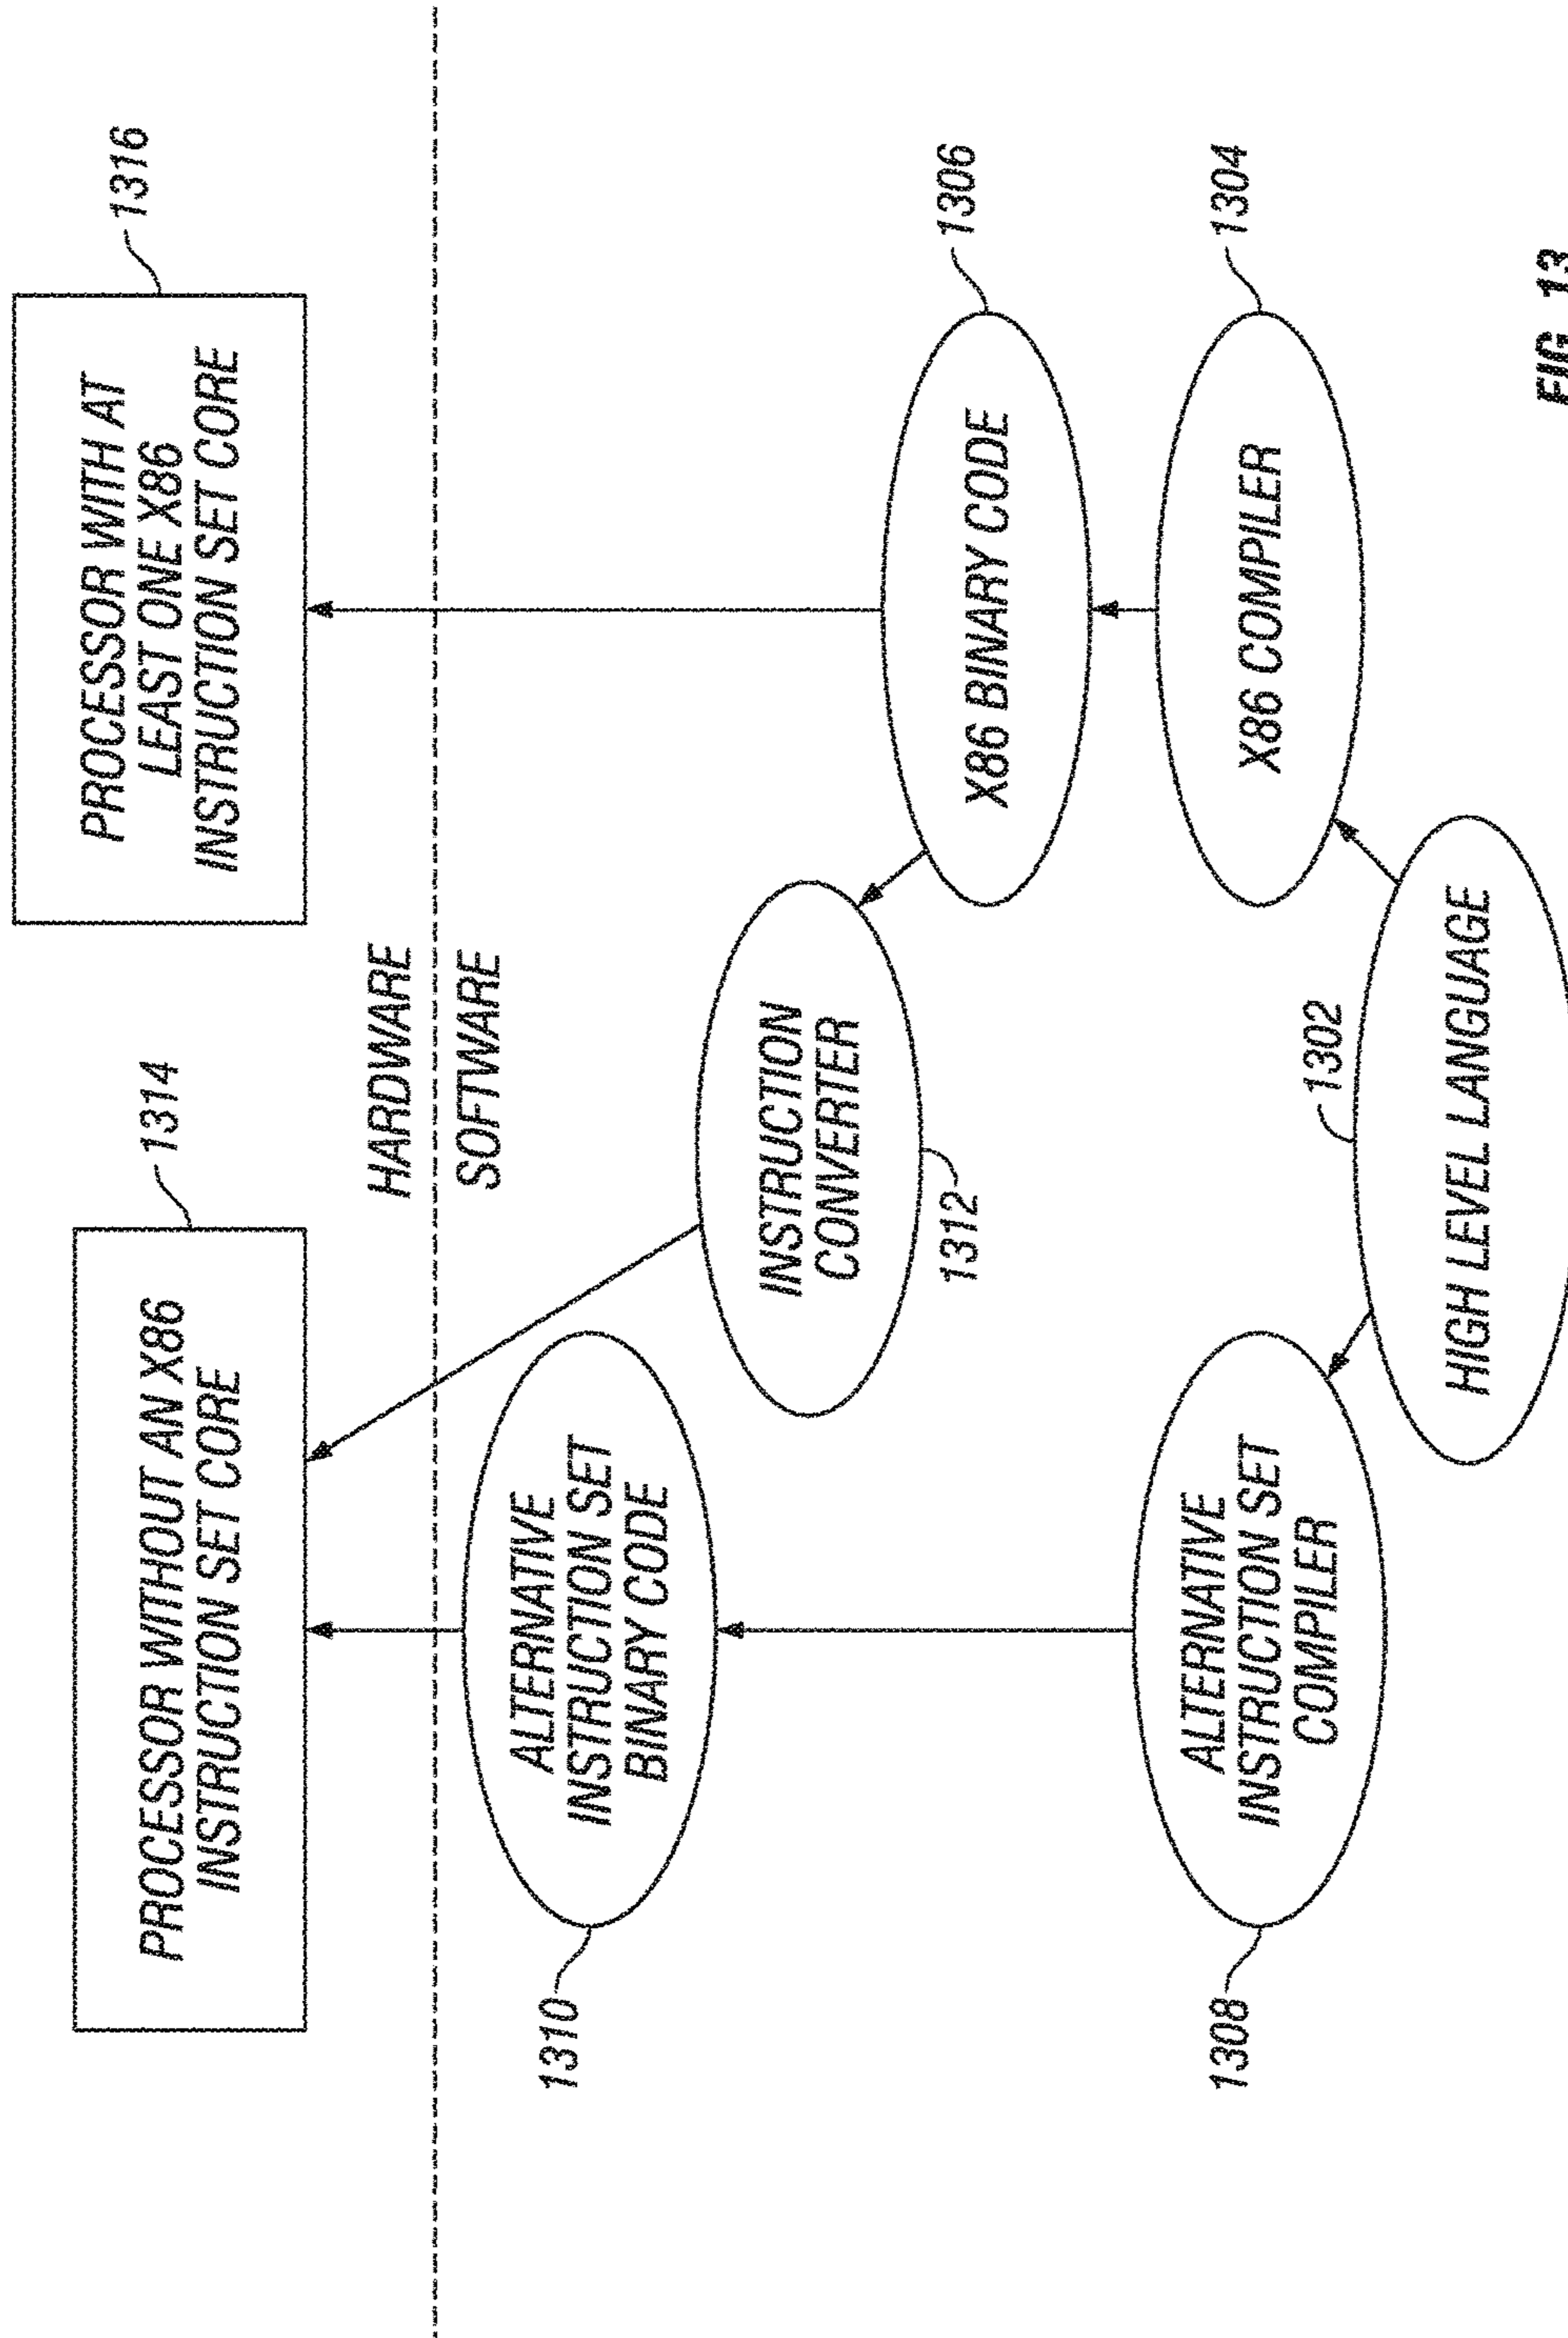 PROCESSOR WITHOUT AN X86
INSTRUCTION SET CORE
1314
PROCESSOR WITH AT
LEAST ONE X86
INSTRUCTION SET CORE
1316
HARDWARE
SOFTWARE
1310
ALTERNATIVE
INSTRUCTION SET
BINARY CODE
INSTRUCTION
CONVERTER
1312
X86 BINARY CODE
1306
1308
ALTERNATIVE
INSTRUCTION SET
COMPILER
X86 COMPILER
1304
1302
HIGH LEVEL LANGUAGE
FIG. 13